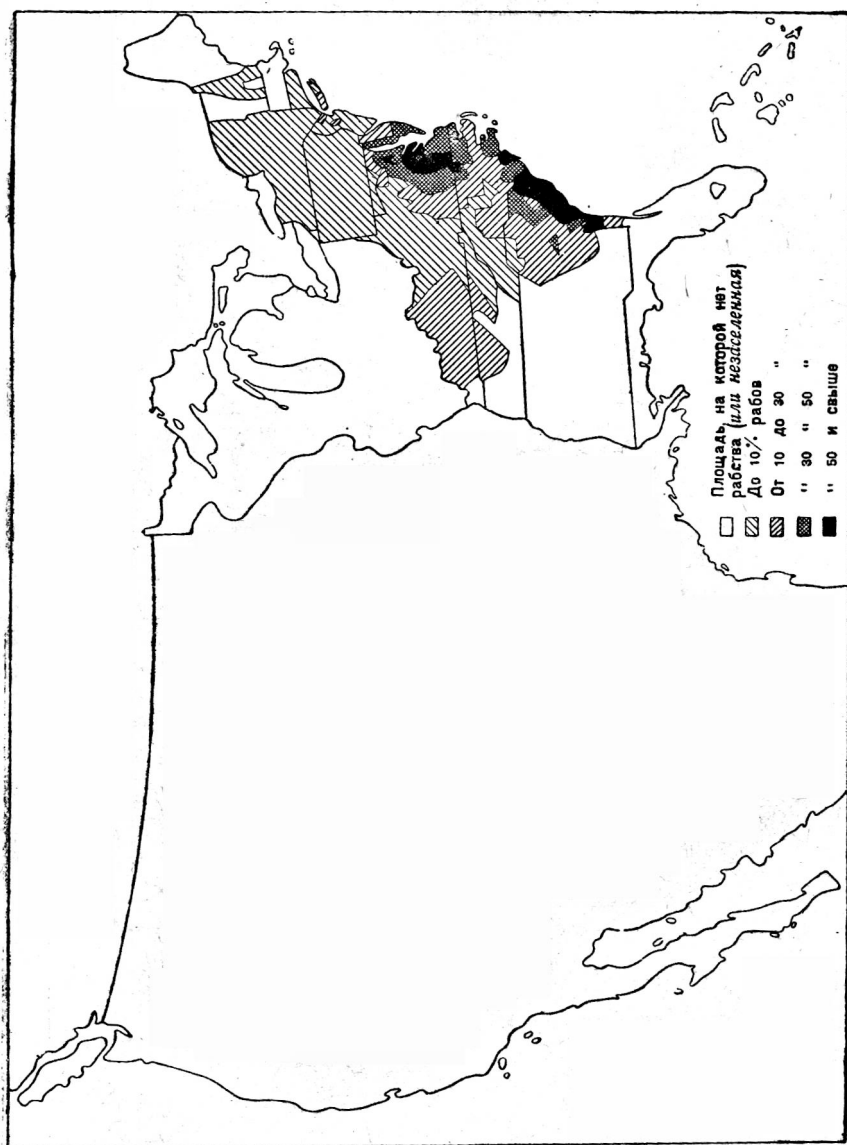 Площадь, на которой нет
рабства (или незаселенная)
До 10% рабов
От 10 до 30 "
" 30 " 50 "
" 50 и свыше